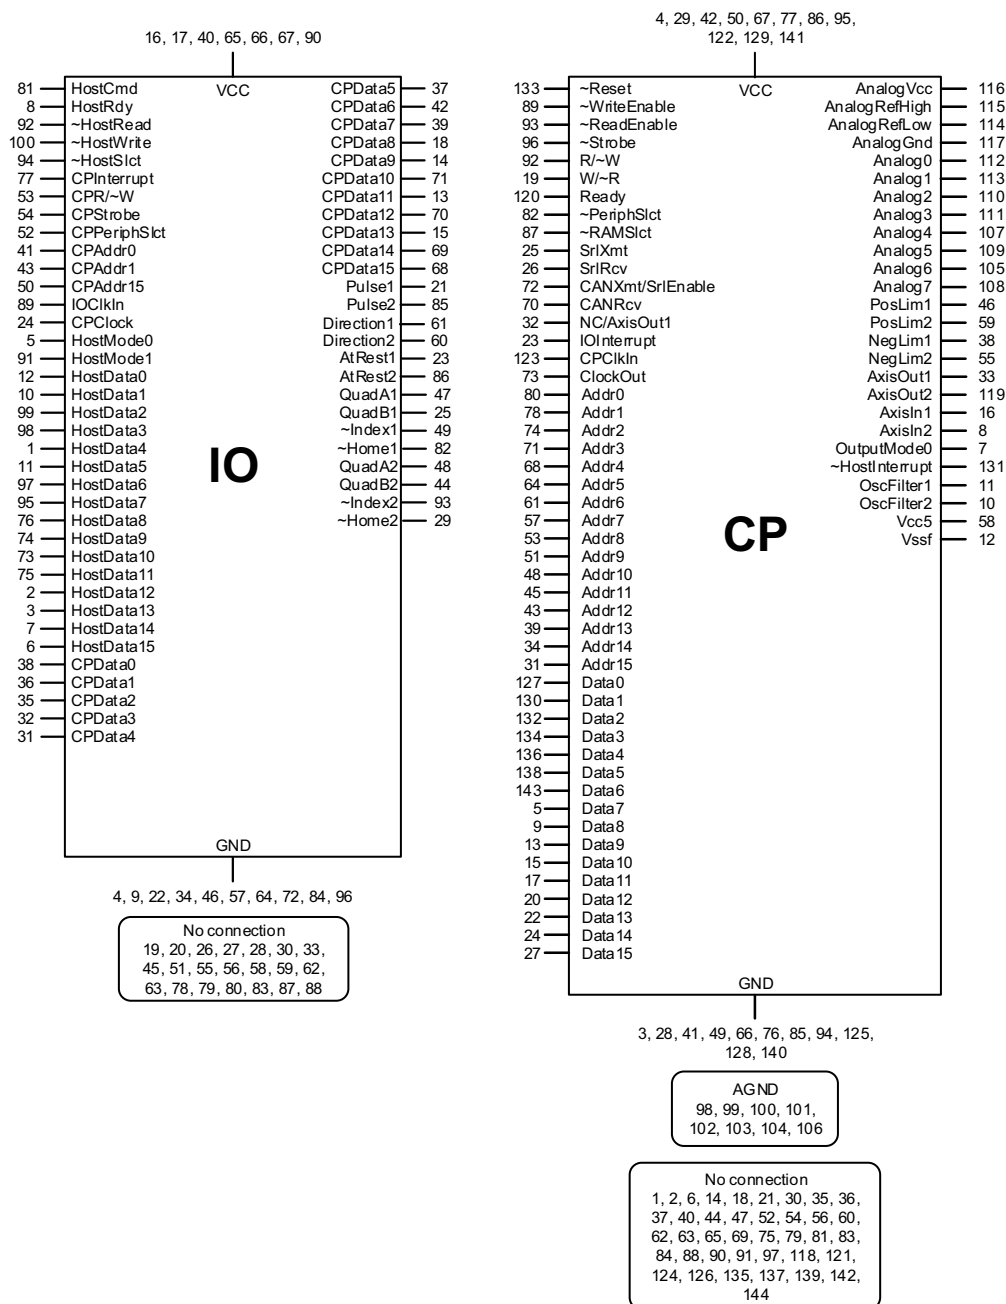 16, 17, 40, 65, 66, 67, 90
VCC
81 HostCmd
8 HostRdy
92 ~HostRead
100 ~HostWrite
94 ~HostSlct
77 CPInterrupt
53 CPR/~W
54 CPStrobe
52 CPPeriphSlct
41 CPAddr0
43 CPAddr1
50 CPAddr15
89 IOClkIn
24 CPClock
5 HostMode0
91 HostMode1
12 HostData0
10 HostData1
99 HostData2
98 HostData3
1 HostData4
11 HostData5
97 HostData6
95 HostData7
76 HostData8
74 HostData9
73 HostData10
75 HostData11
2 HostData12
3 HostData13
7 HostData14
6 HostData15
38 CPData0
36 CPData1
35 CPData2
32 CPData3
31 CPData4
IO
CPData5 37
CPData6 42
CPData7 39
CPData8 18
CPData9 14
CPData10 71
CPData11 13
CPData12 70
CPData13 15
CPData14 69
CPData15 68
Pulse1 21
Pulse2 85
Direction1 61
Direction2 60
AtRest1 23
AtRest2 86
QuadA1 47
QuadB1 25
~Index1 49
~Home1 82
QuadA2 48
QuadB2 44
~Index2 93
~Home2 29
GND
4, 9, 22, 34, 46, 57, 64, 72, 84, 96
No connection
19, 20, 26, 27, 28, 30, 33,
45, 51, 55, 56, 58, 59, 62,
63, 78, 79, 80, 83, 87, 88
4, 29, 42, 50, 67, 77, 86, 95,
122, 129, 141
VCC
133 ~Reset
89 ~WriteEnable
93 ~ReadEnable
96 ~Strobe
92 R/~W
19 W/~R
120 Ready
82 ~PeriphSlct
87 ~RAMSlct
25 SrlXmt
26 SrlRcv
72 CANXmt/SrlEnable
70 CANRcv
32 NC/AxisOut1
23 IOInterrupt
123 CPClkIn
73 ClockOut
80 Addr0
78 Addr1
74 Addr2
71 Addr3
68 Addr4
64 Addr5
61 Addr6
57 Addr7
53 Addr8
51 Addr9
48 Addr10
45 Addr11
43 Addr12
39 Addr13
34 Addr14
31 Addr15
127 Data0
130 Data1
132 Data2
134 Data3
136 Data4
138 Data5
143 Data6
5 Data7
9 Data8
13 Data9
15 Data10
17 Data11
20 Data12
22 Data13
24 Data14
27 Data15
CP
AnalogVcc 116
AnalogRefHigh 115
AnalogRefLow 114
AnalogGnd 117
Analog0 112
Analog1 113
Analog2 110
Analog3 111
Analog4 107
Analog5 109
Analog6 105
Analog7 108
PosLim1 46
PosLim2 59
NegLim1 38
NegLim2 55
AxisOut1 33
AxisOut2 119
AxisIn1 16
AxisIn2 8
OutputMode0 7
~HostInterrupt 131
OscFilter1 11
OscFilter2 10
Vcc5 58
Vssf 12
GND
3, 28, 41, 49, 66, 76, 85, 94, 125,
128, 140
AGND
98, 99, 100, 101,
102, 103, 104, 106
No connection
1, 2, 6, 14, 18, 21, 30, 35, 36,
37, 40, 44, 47, 52, 54, 56, 60,
62, 63, 65, 69, 75, 79, 81, 83,
84, 88, 90, 91, 97, 118, 121,
124, 126, 135, 137, 139, 142,
144